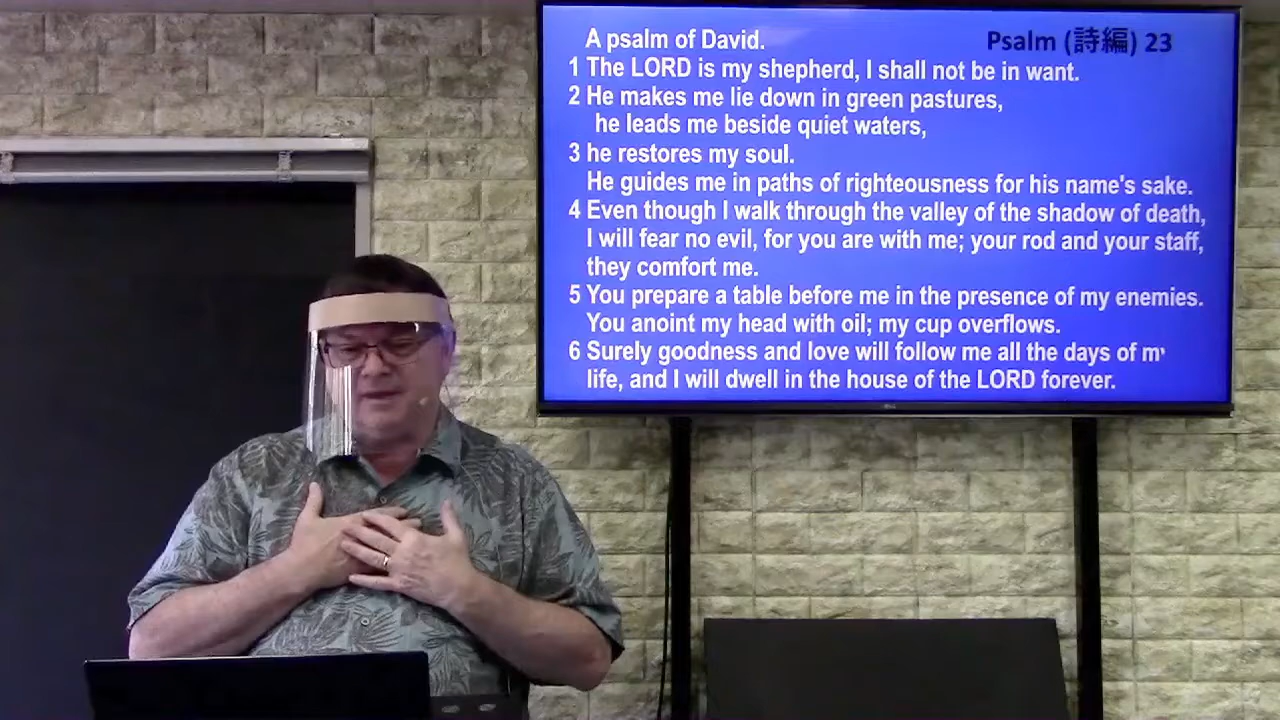 A psalm of David.
Psalm (詩編) 23
1 The LORD is my shepherd, I shall not be in want.
2 He makes me lie down in green pastures,
he leads me beside quiet waters,
3 he restores my soul.
He guides me in paths of righteousness for his name's sake.
4 Even though I walk through the valley of the shadow of death,
I will fear no evil, for you are with me; your rod and your staff,
they comfort me.
5 You prepare a table before me in the presence of my enemies.
You anoint my head with oil; my cup overflows.
6 Surely goodness and love will follow me all the days of my
life, and I will dwell in the house of the LORD forever.